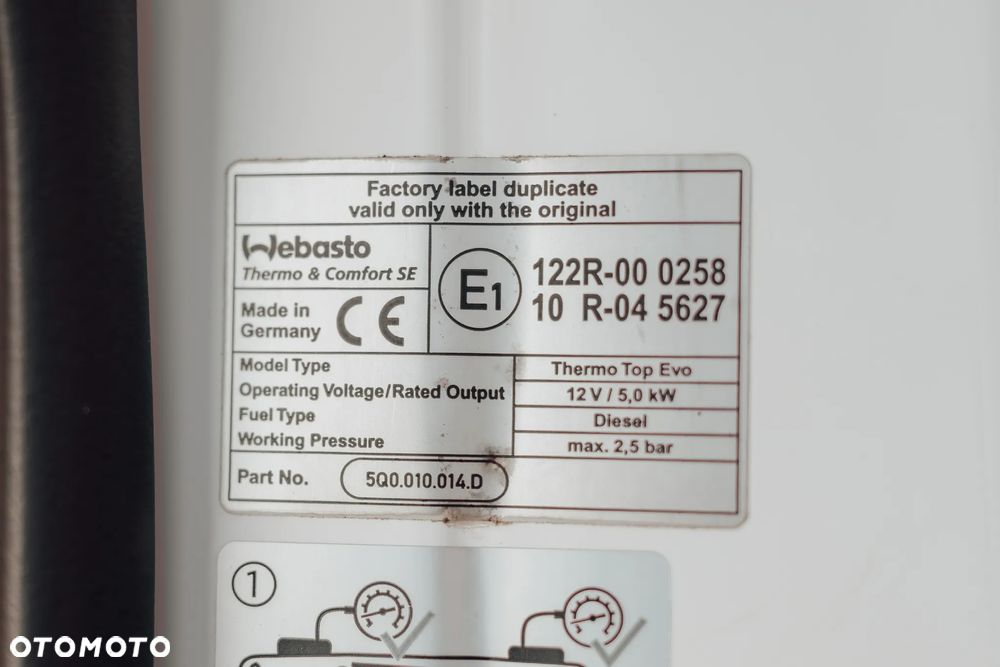 Factory label duplicate
valid only with the original
Webasto
Thermo & Comfort SE
Made in
Germany
CE
E1
122R-00 0258
10 R-04 5627
Model Type
Thermo Top Evo
Operating Voltage/Rated Output
12 V / 5,0 kW
Fuel Type
Diesel
Working Pressure
max. 2,5 bar
Part No.
5Q0.010.014.D
1
OTOMOTO